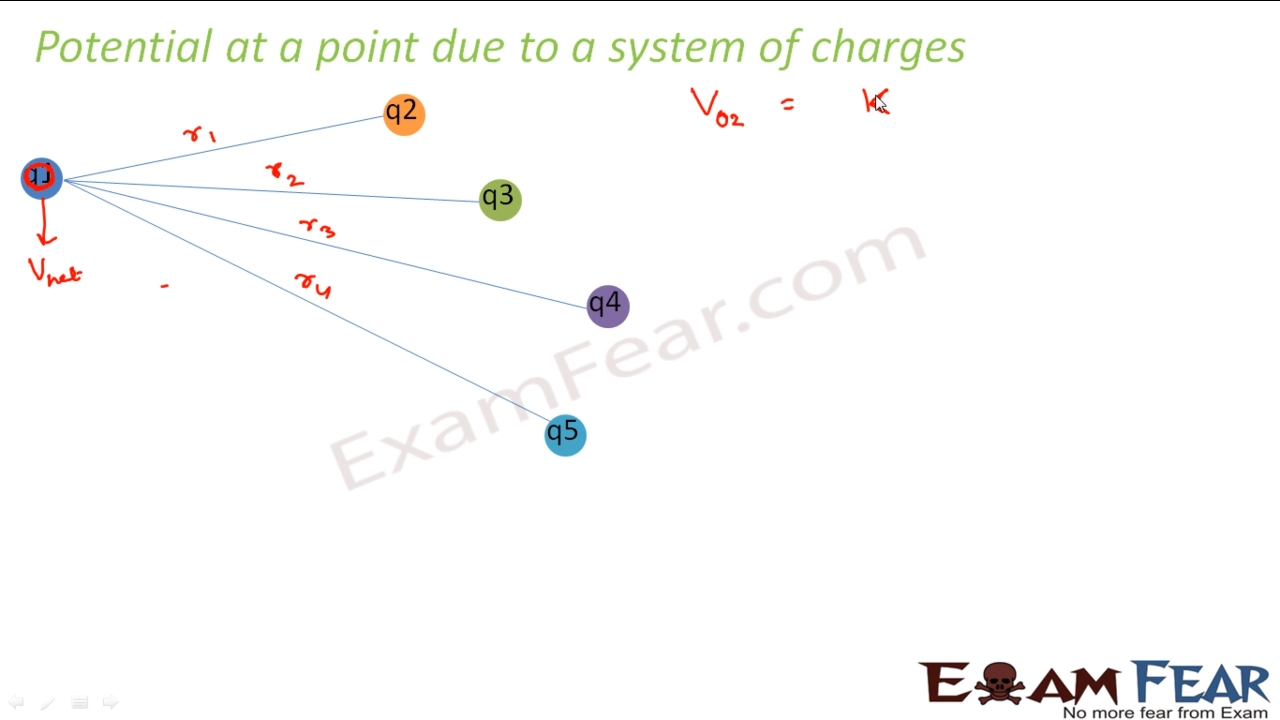 Potential at a point due to a system of charges
q2
V02 = K
r1
q1
r2
q3
r3
Vnet
-
r4
q4
q5
ExamFear.com
EXAM FEAR
No more fear from Exam